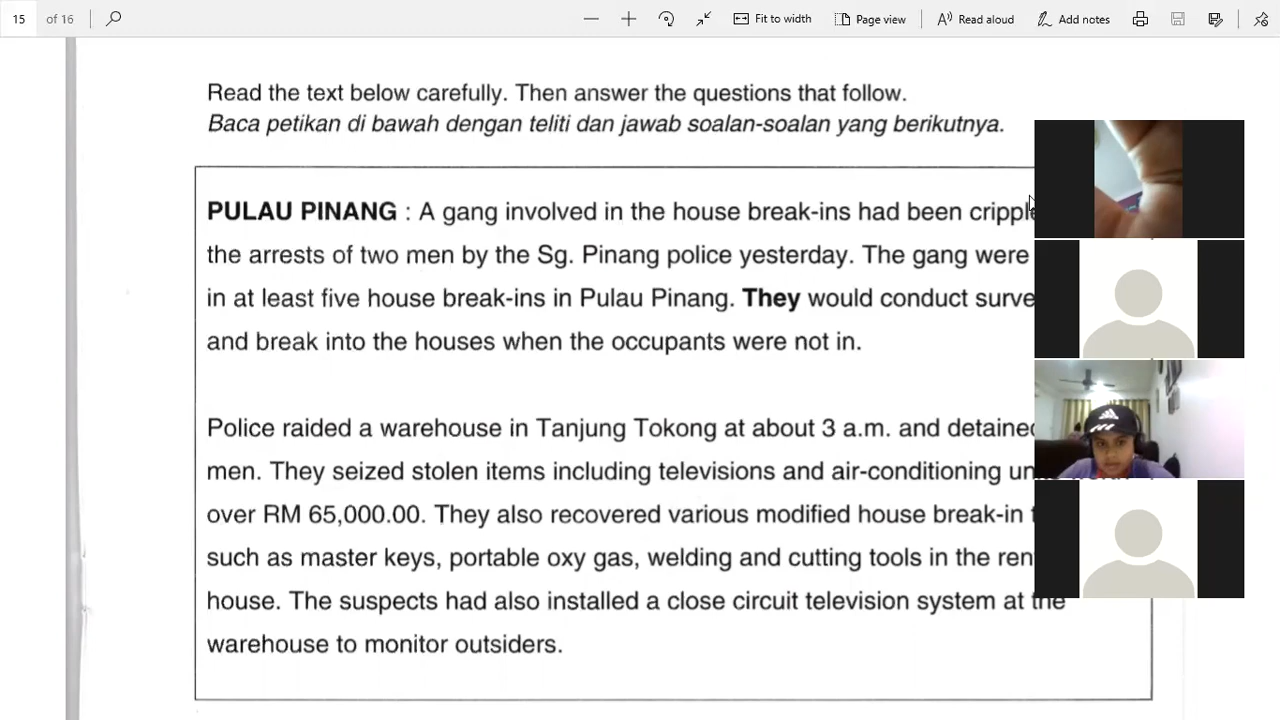 15 of 16 Fit to width Page view Read aloud Add notes
Read the text below carefully. Then answer the questions that follow.
Baca petikan di bawah dengan teliti dan jawab soalan-soalan yang berikutnya.
PULAU PINANG : A gang involved in the house break-ins had been
the arrests of two men by the Sg. Pinang police yesterday. The gang were
in at least five house break-ins in Pulau Pinang. They would conduct
and break into the houses when the occupants were not in.
Police raided a warehouse in Tanjung Tokong at about 3 a.m. and
men. They seized stolen items including televisions and air-conditioning
over RM 65,000.00. They also recovered various modified house break-in
such as master keys, portable oxy gas, welding and cutting tools in the
house. The suspects had also installed a close circuit television system at the
warehouse to monitor outsiders.